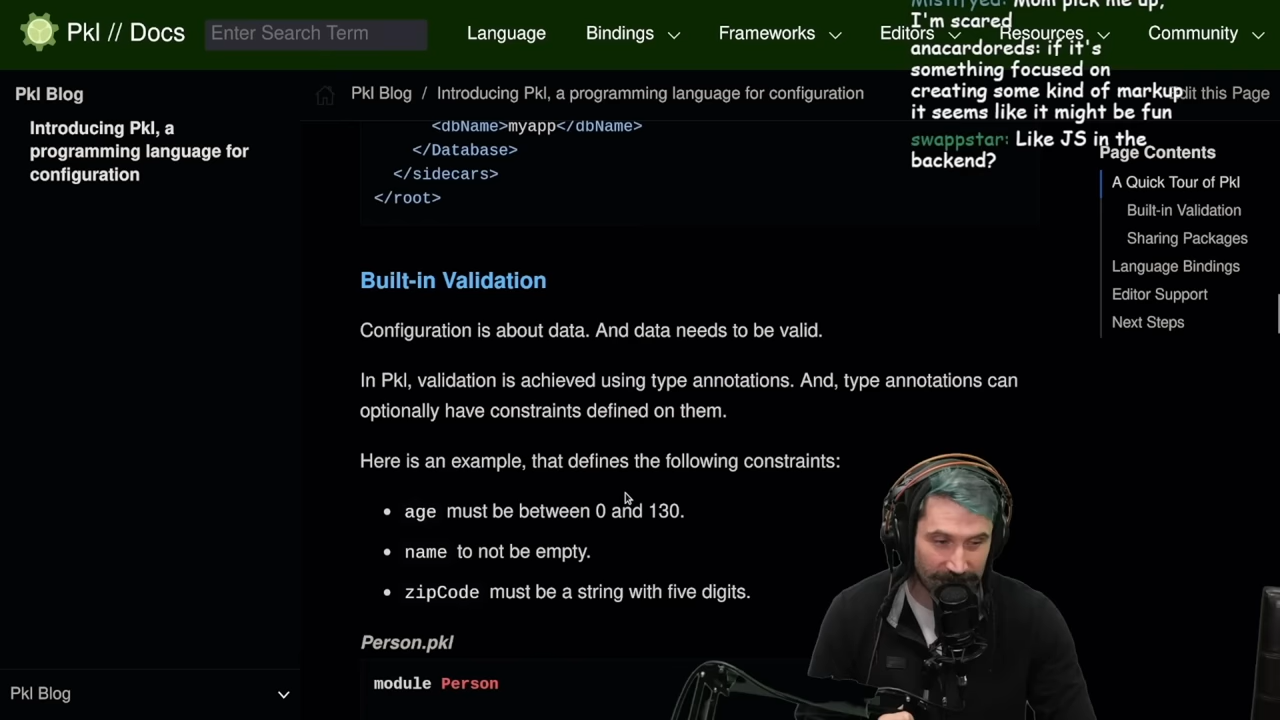 Pkl // Docs
Enter Search Term
Language
Bindings
Frameworks
Editors
Resources
Community
Mistifyed: Mom pick me up,
I'm scared
anacardoreds: if it's
something focused on
creating some kind of markup
it seems like it might be fun
swappstar: Like JS in the
backend?
Pkl Blog
Introducing Pkl, a
programming language for
configuration
Pkl Blog / Introducing Pkl, a programming language for configuration
Edit this Page
<dbName>myapp</dbName>
</Database>
</sidecars>
</root>
Built-in Validation
Configuration is about data. And data needs to be valid.
In Pkl, validation is achieved using type annotations. And, type annotations can
optionally have constraints defined on them.
Here is an example, that defines the following constraints:
age must be between 0 and 130.
name to not be empty.
zipCode must be a string with five digits.
Person.pkl
module Person
Page Contents
A Quick Tour of Pkl
Built-in Validation
Sharing Packages
Language Bindings
Editor Support
Next Steps
Pkl Blog